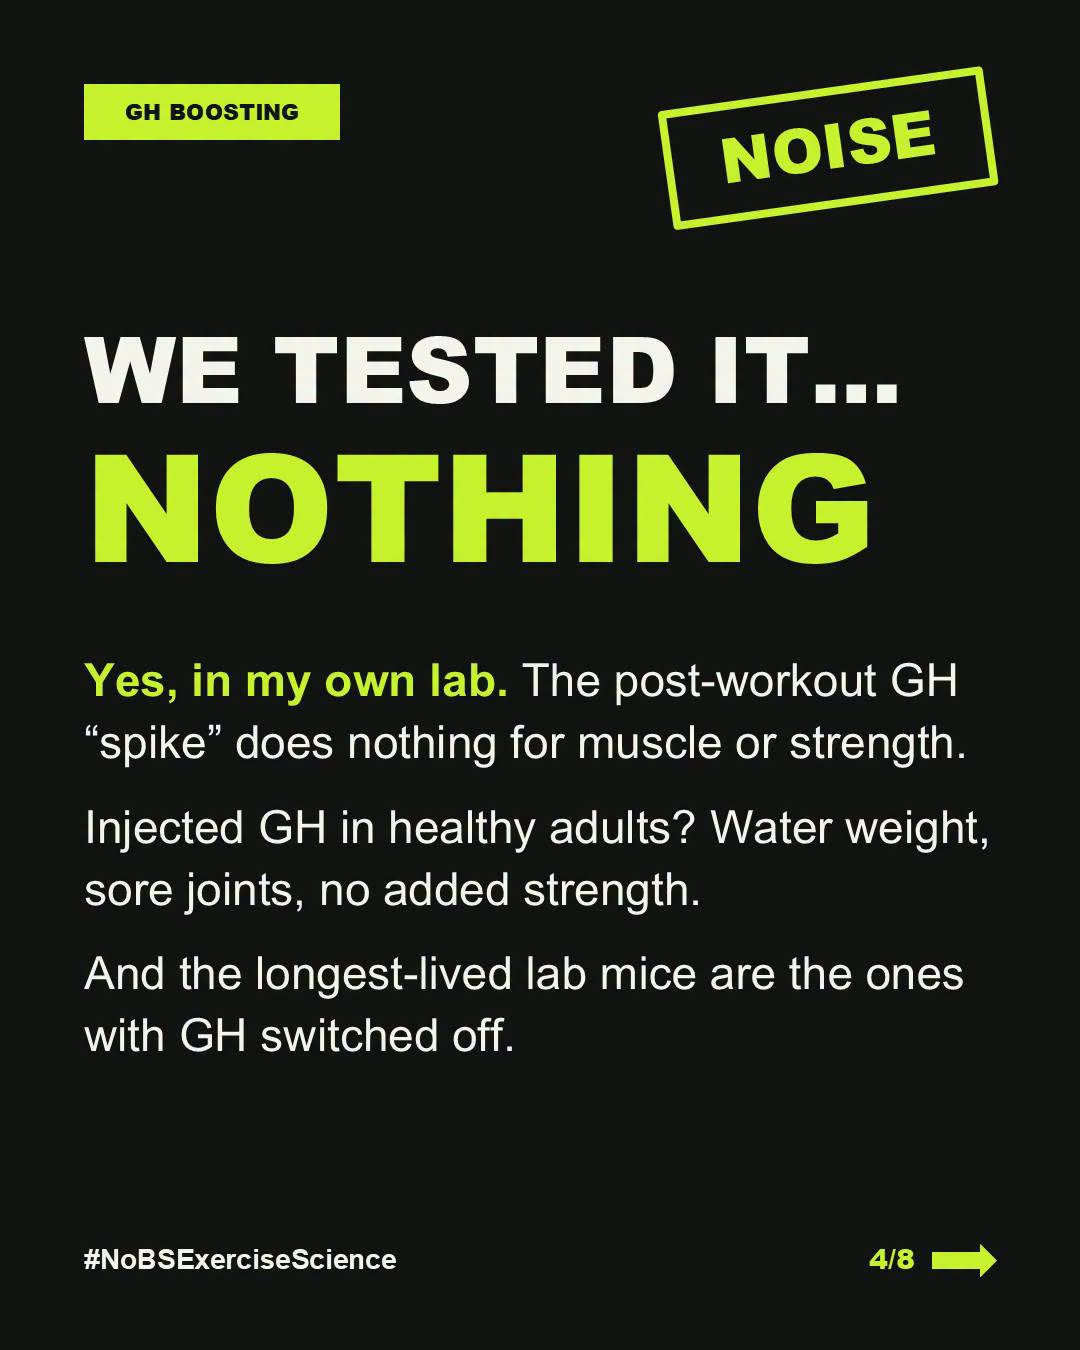 GH BOOSTING
NOISE
WE TESTED IT...
NOTHING
Yes, in my own lab. The post-workout GH
“spike” does nothing for muscle or strength.
Injected GH in healthy adults? Water weight,
sore joints, no added strength.
And the longest-lived lab mice are the ones
with GH switched off.
#NoBSExerciseScience
4/8